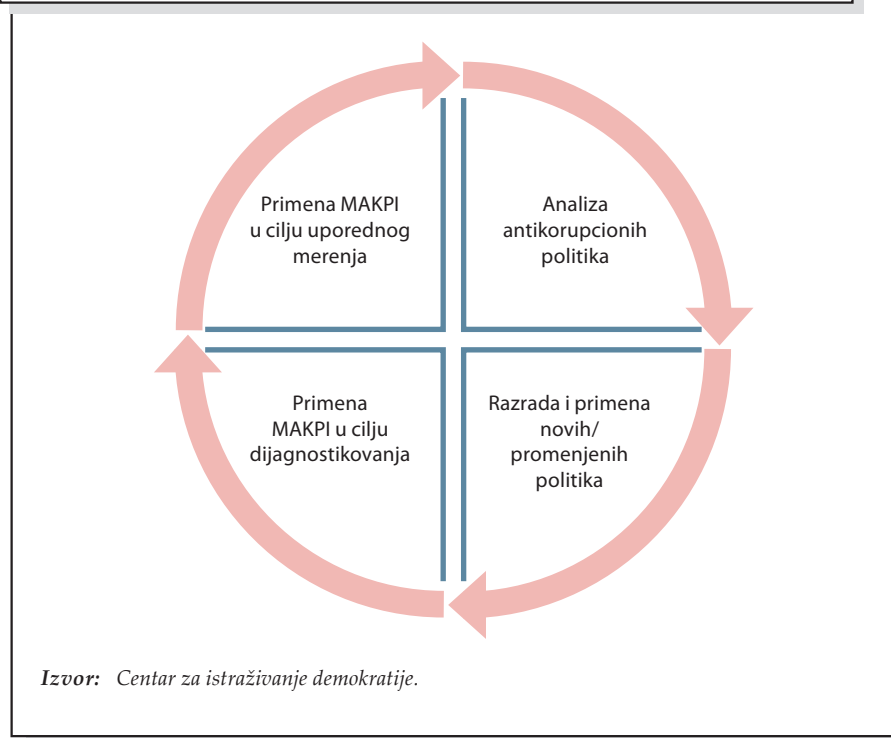 Primena MAKPI
u cilju uporednog
merenja
Analiza
antikorupcionih
politika
Primena
MAKPI u cilju
dijagnostikovanja
Razrada i primena
novih/
promenjenih
politika
Izvor: Centar za istraživanje demokratije.